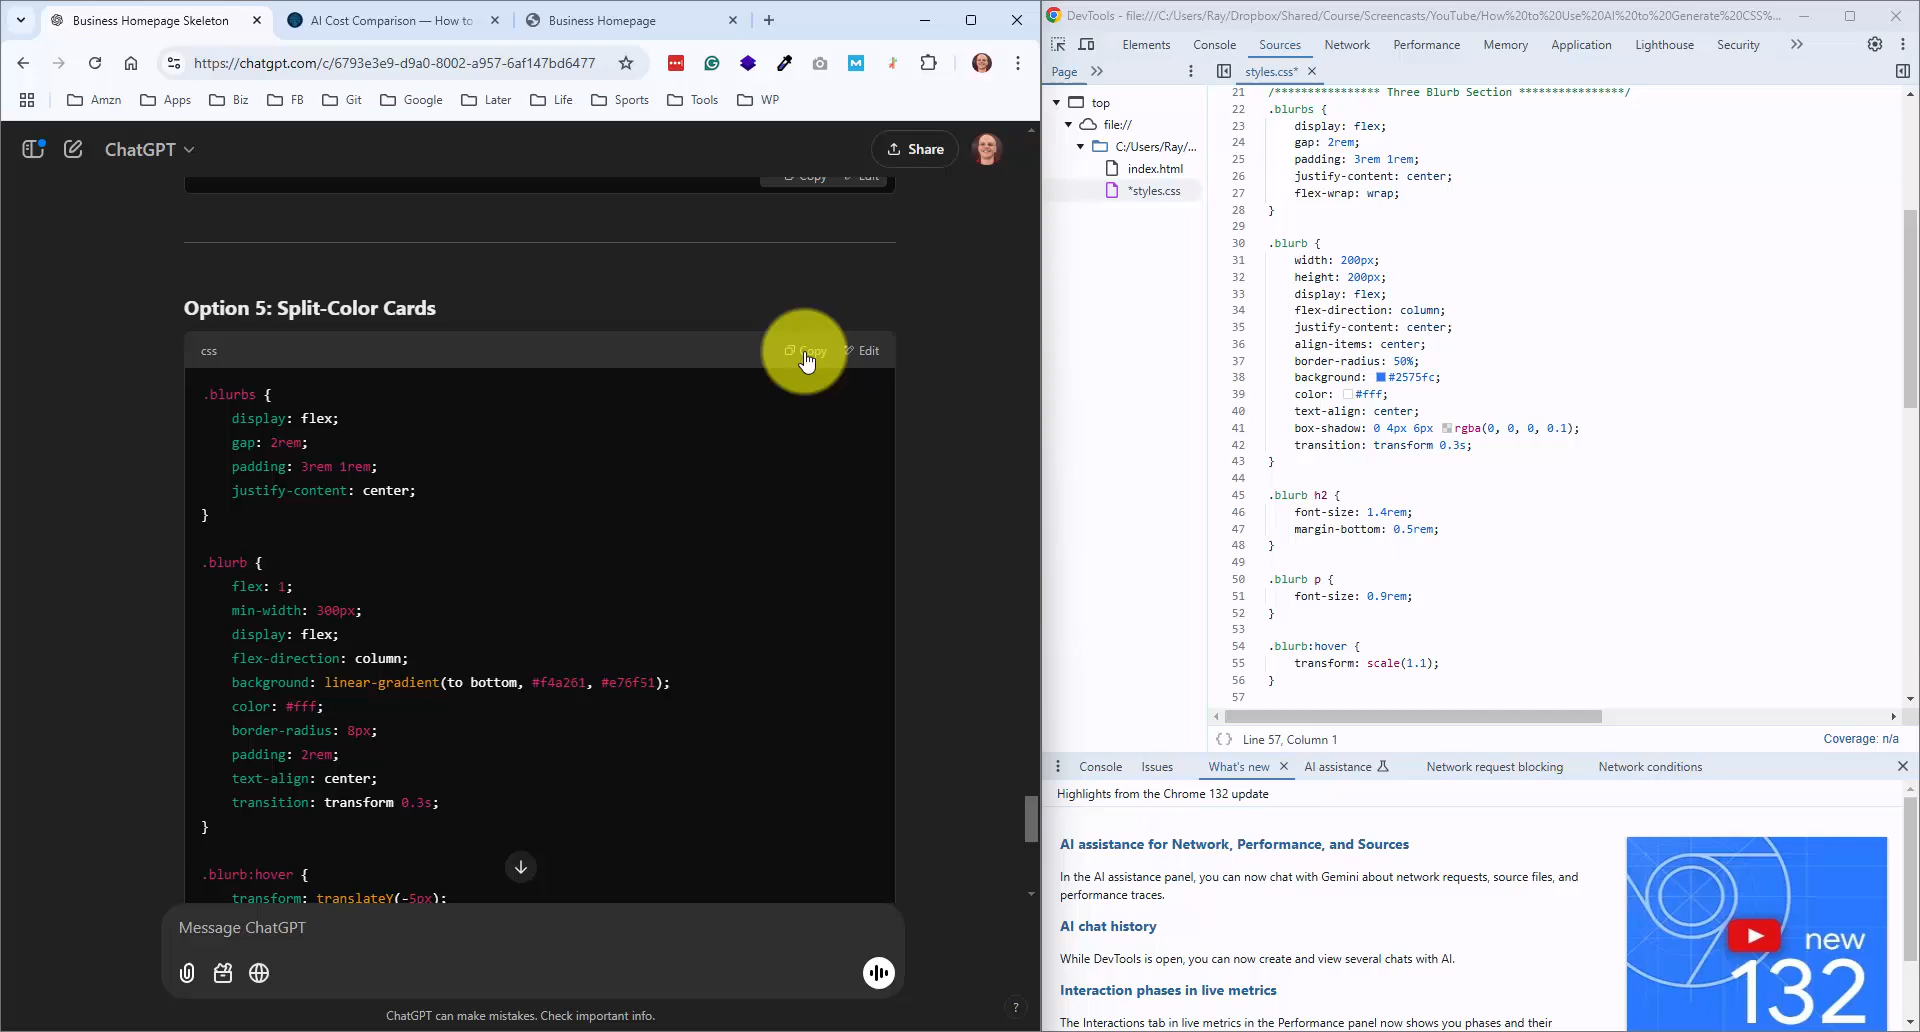 Business Homepage Skeleton
AI Cost Comparison — How to
Business Homepage
https://chatgpt.com/c/6793e3e9-d9a0-8002-a957-6af147bd6477
Amzn
Apps
Biz
FB
Git
Google
Later
Life
Sports
Tools
WP
ChatGPT
Share
Copy
Edit
Option 5: Split-Color Cards
css
Copy
Edit
.blurbs {
display: flex;
gap: 2rem;
padding: 3rem 1rem;
justify-content: center;
}
.blurb {
flex: 1;
min-width: 300px;
display: flex;
flex-direction: column;
background: linear-gradient(to bottom, #f4a261, #e76f51);
color: #fff;
border-radius: 8px;
padding: 2rem;
text-align: center;
transition: transform 0.3s;
}
.blurb:hover {
transform: translateY(-5px);
Message ChatGPT
ChatGPT can make mistakes. Check important info.
?
DevTools - file:///C:/Users/Ray/Dropbox/Shared/Course/Screencasts/YouTube/How%20to%20Use%20AI%20to%20Generate%20CSS%...
Elements
Console
Sources
Network
Performance
Memory
Application
Lighthouse
Security
Page
styles.css*
top
file://
C:/Users/Ray/...
index.html
*styles.css
21 /**************** Three Blurb Section ****************/
22 .blurbs {
23 display: flex;
24 gap: 2rem;
25 padding: 3rem 1rem;
26 justify-content: center;
27 flex-wrap: wrap;
28 }
29
30 .blurb {
31 width: 200px;
32 height: 200px;
33 display: flex;
34 flex-direction: column;
35 justify-content: center;
36 align-items: center;
37 border-radius: 50%;
38 background: #2575fc;
39 color: #fff;
40 text-align: center;
41 box-shadow: 0 4px 6px rgba(0, 0, 0, 0.1);
42 transition: transform 0.3s;
43 }
44
45 .blurb h2 {
46 font-size: 1.4rem;
47 margin-bottom: 0.5rem;
48 }
49
50 .blurb p {
51 font-size: 0.9rem;
52 }
53
54 .blurb:hover {
55 transform: scale(1.1);
56 }
57
{} Line 57, Column 1
Coverage: n/a
Console
Issues
What's new
AI assistance
Network request blocking
Network conditions
Highlights from the Chrome 132 update
AI assistance for Network, Performance, and Sources
In the AI assistance panel, you can now chat with Gemini about network requests, source files, and
performance traces.
AI chat history
While DevTools is open, you can now create and view several chats with AI.
Interaction phases in live metrics
The Interactions tab in live metrics in the Performance panel now shows you phases and their
new
132